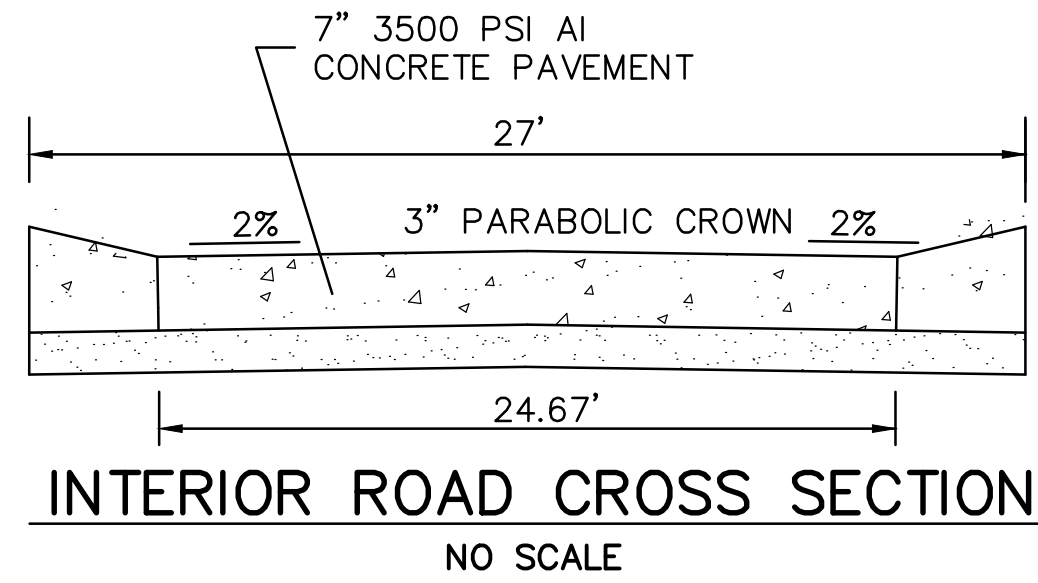 7” 3500 PSI AI
CONCRETE PAVEMENT
27’
2% 3” PARABOLIC CROWN 2%
24.67’
INTERIOR ROAD CROSS SECTION
NO SCALE